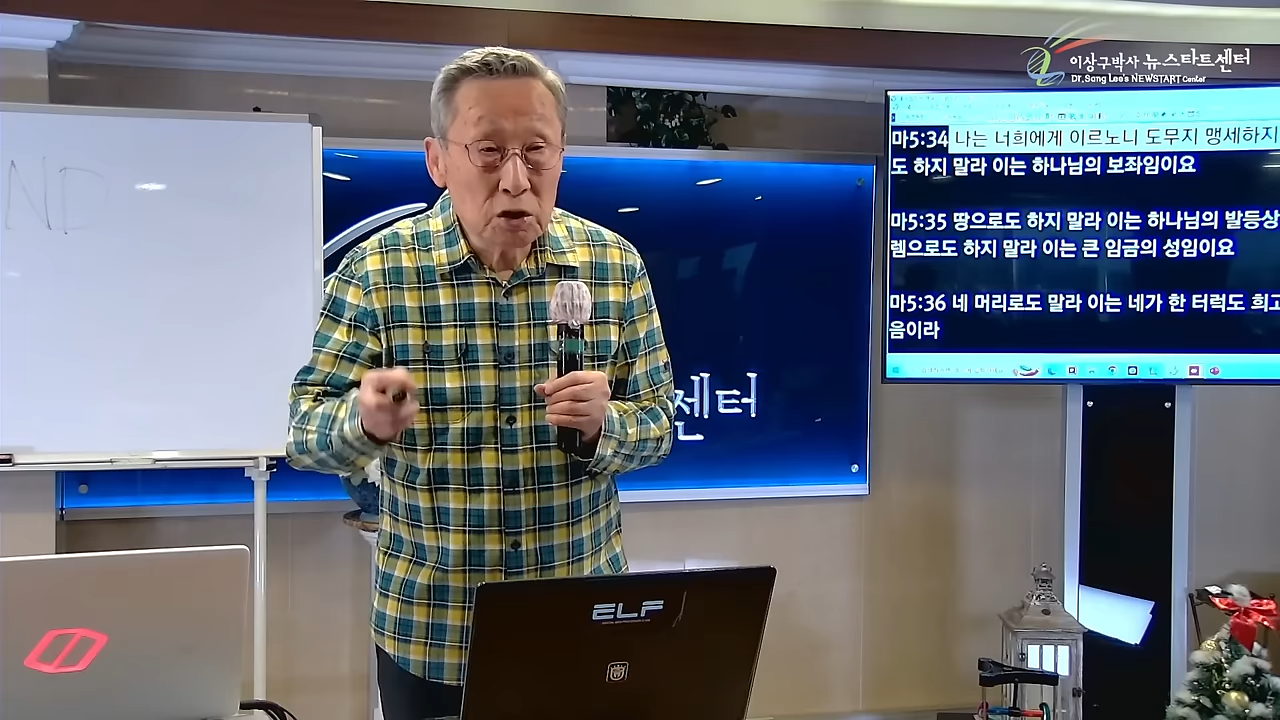 이상구박사 뉴스타트센터
Dr. Sang Lee's NEWSTART Center
ND
마5:34 나는 너희에게 이르노니 도무지 맹세하지
도 하지 말라 이는 하나님의 보좌임이요
마5:35 땅으로도 하지 말라 이는 하나님의 발등상
렘으로도 하지 말라 이는 큰 임금의 성임이요
마5:36 네 머리로도 말라 이는 네가 한 터럭도 희고
음이라
센터
ELF